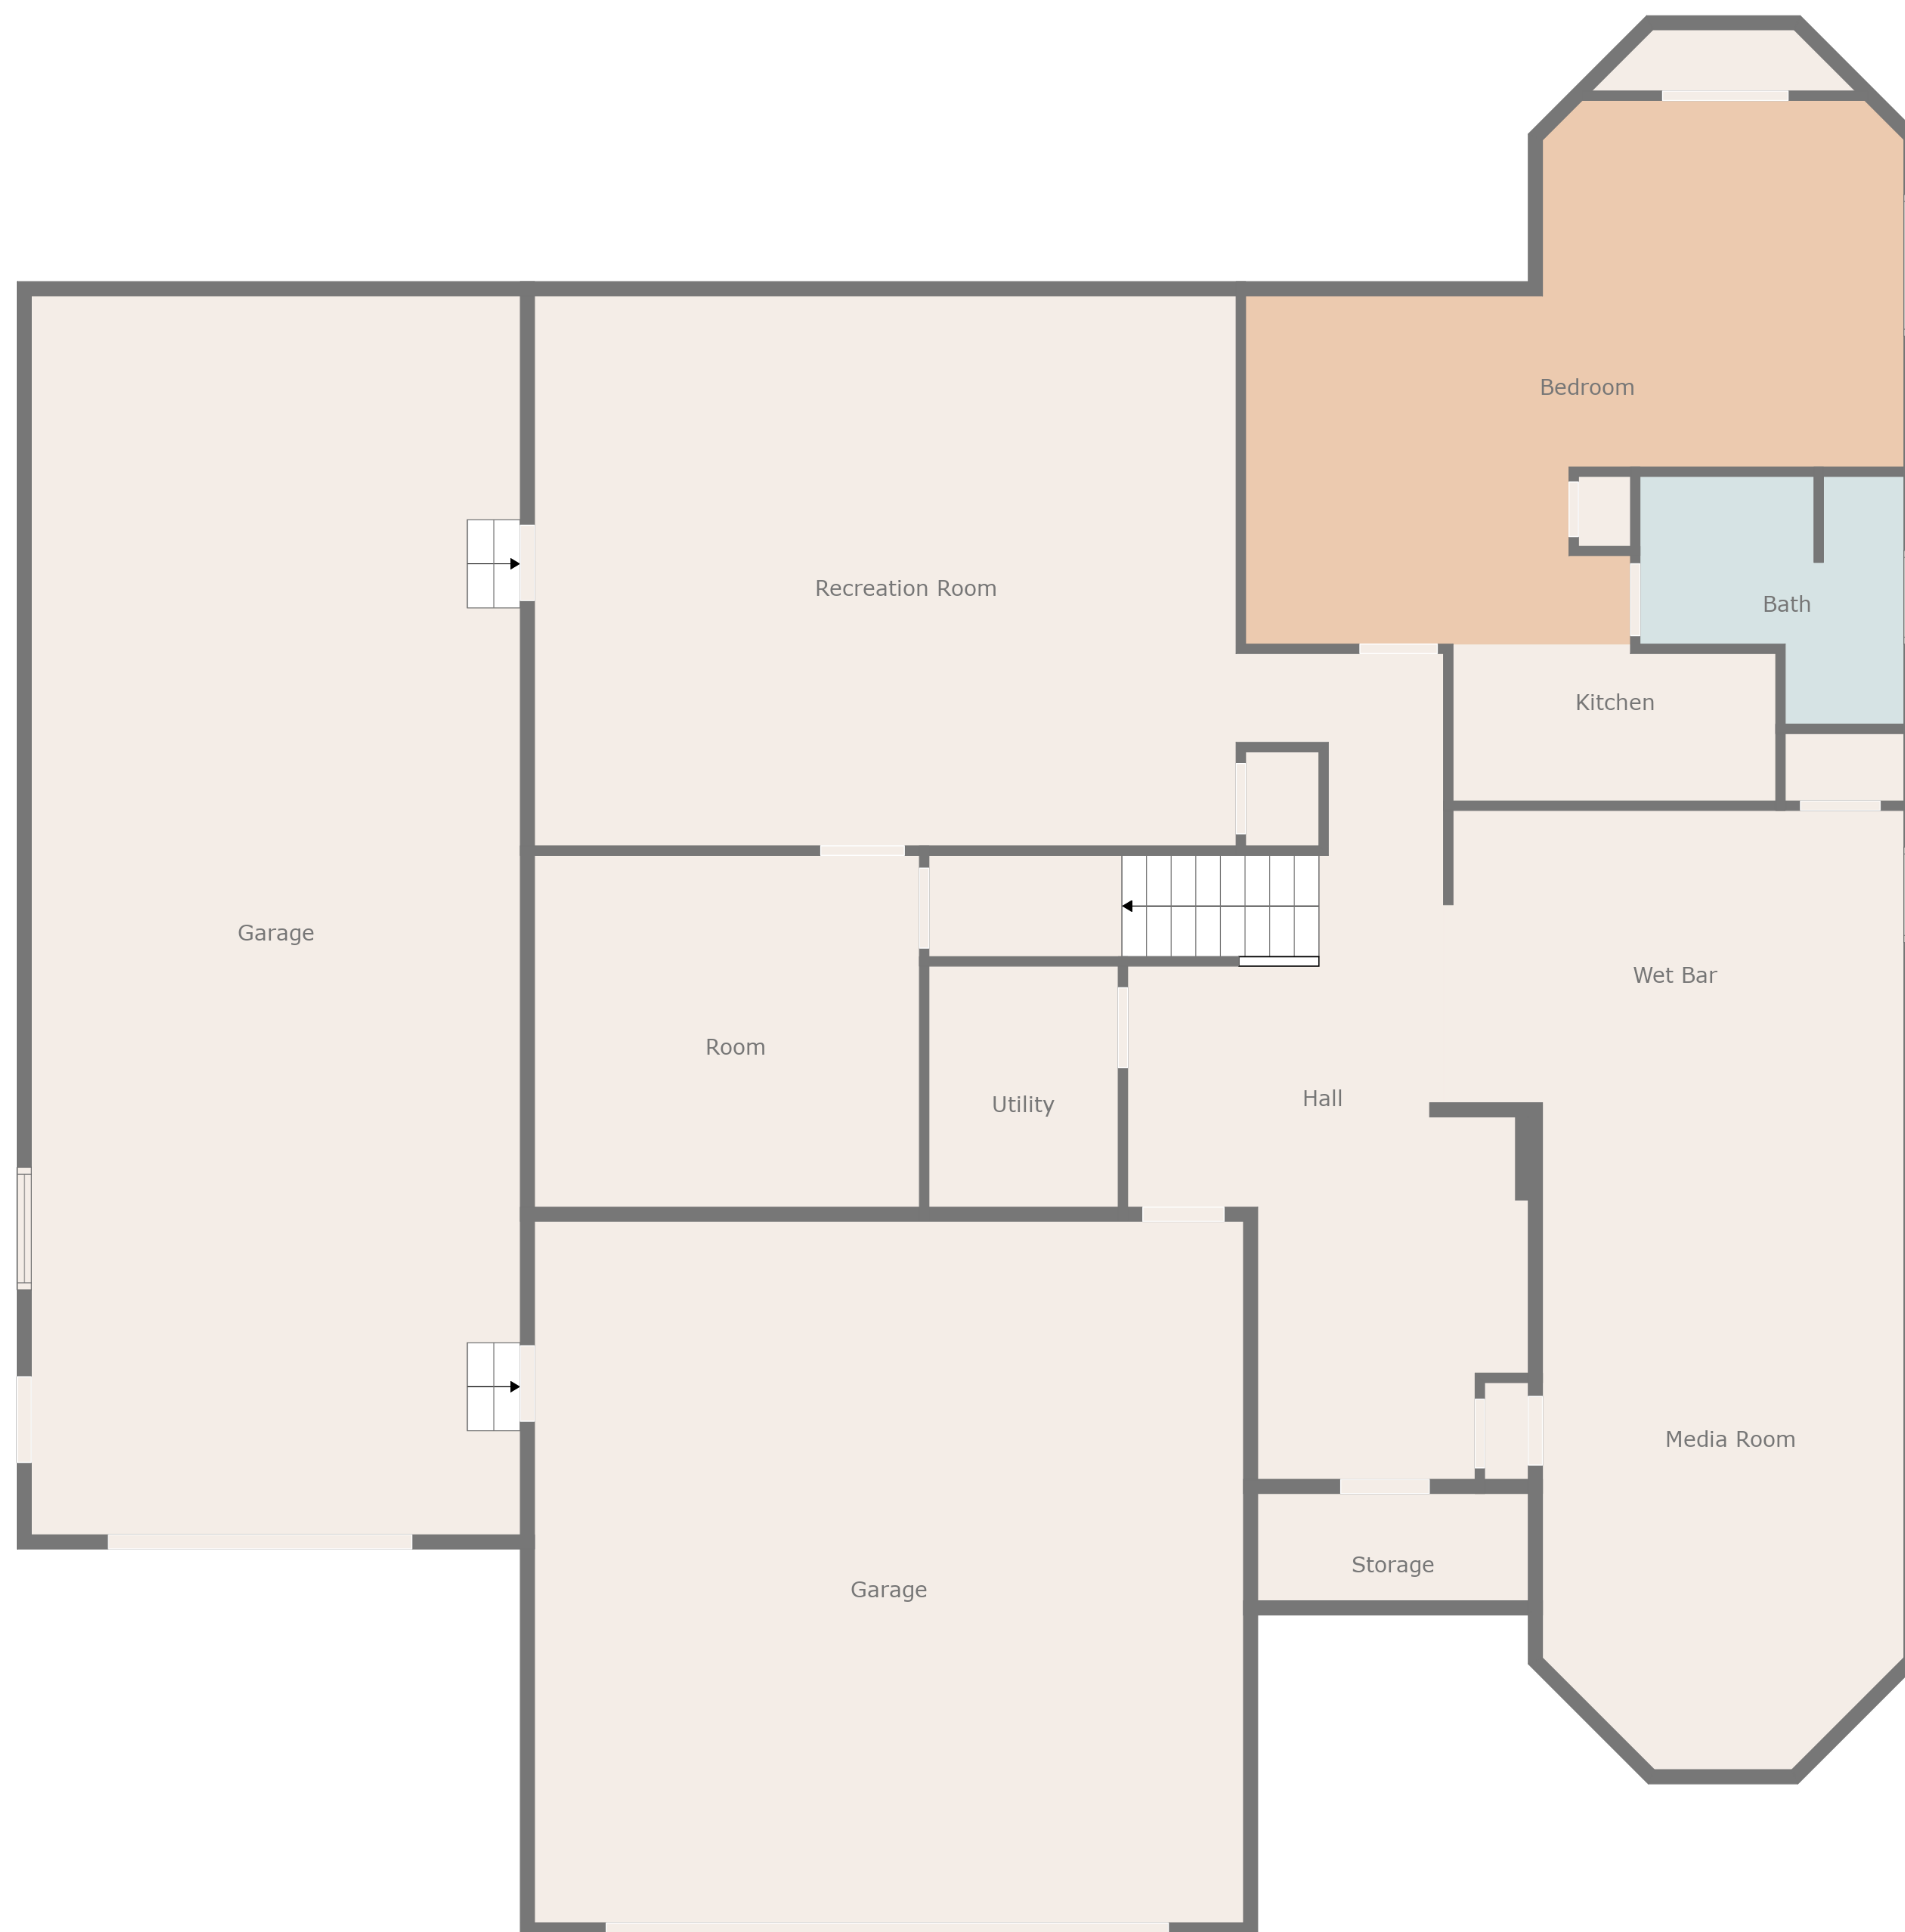 Bedroom
Recreation Room
Bath
Kitchen
Garage
Wet Bar
Room
Utility
Hall
Media Room
Storage
Garage